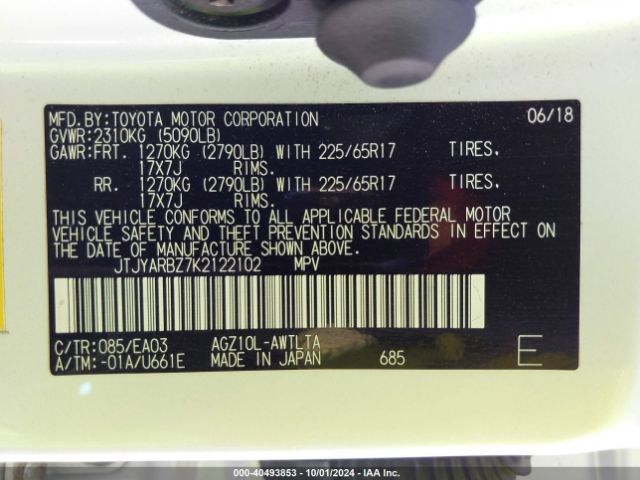 MFD.BY:TOYOTA MOTOR CORPORATION 06/18
GVWR:2310KG (5090LB)
GAWR:FRT. 1270KG (2790LB) WITH 225/65R17 TIRES,
17X7J RIMS.
RR. 1270KG (2790LB) WITH 225/65R17 TIRES,
17X7J RIMS.
THIS VEHICLE CONFORMS TO ALL APPLICABLE FEDERAL MOTOR
VEHICLE SAFETY AND THEFT PREVENTION STANDARDS IN EFFECT ON
THE DATE OF MANUFACTURE SHOWN ABOVE.
JTJYARBZ7K2122102 MPV
C/TR:085/EA03 AGZ10L-AWTLTA
A/TM:-01A/U661E MADE IN JAPAN 685 E
000-40493853 - 10/01/2024 - IAA